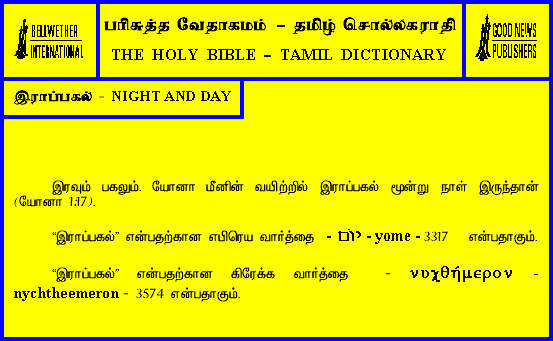 BELLWETHER INTERNATIONAL
பரிசுத்த வேதாகமம் – தமிழ் சொல்லகராதி
THE HOLY BIBLE – TAMIL DICTIONARY
GOOD NEWS PUBLISHERS
இராப்பகல் - NIGHT AND DAY
இரவும் பகலும். யோனா மீனின் வயிற்றில் இராப்பகல் மூன்று நாள் இருந்தான்
(யோனா 1:17).
“இராப்பகல்” என்பதற்கான எபிரெய வார்த்தை - יוֹם - yome - 3317 என்பதாகும்.
“இராப்பகல்” என்பதற்கான கிரேக்க வார்த்தை - νυχθήμερον -
nychtheemeron - 3574 என்பதாகும்.